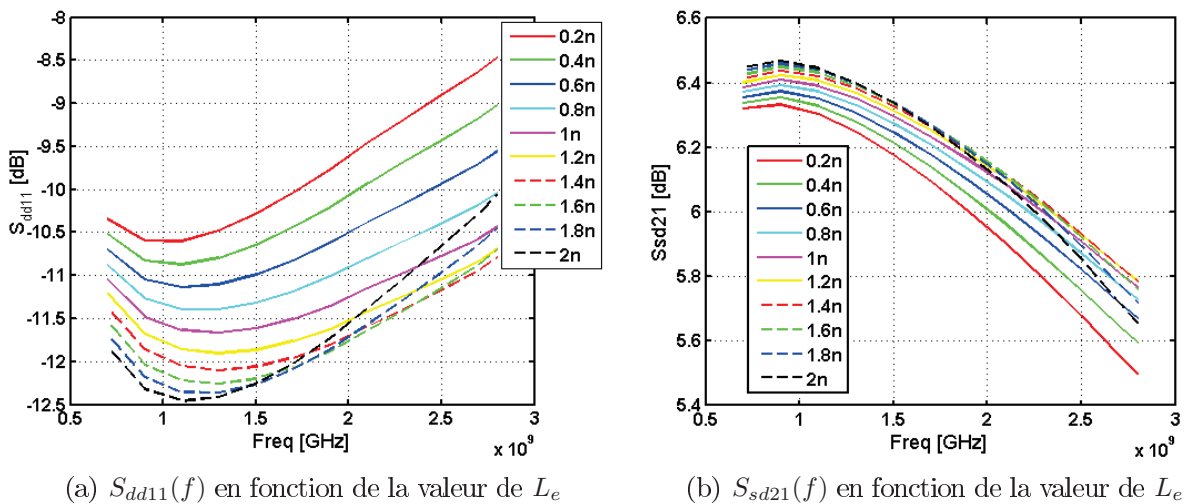 -8
-8.5
-9
-9.5
-10
-10.5
-11
-11.5
-12
-12.5
S_dd11 [dB]
0.5 1 1.5 2 2.5 3
Freq [GHz]
x 10^9
0.2n
0.4n
0.6n
0.8n
1n
1.2n
1.4n
1.6n
1.8n
2n
(a) S_dd11(f) en fonction de la valeur de L_e
6.6
6.4
6.2
6
5.8
5.6
5.4
Ssd21 [dB]
0.2n
0.4n
0.6n
0.8n
1n
1.2n
1.4n
1.6n
1.8n
2n
0.5 1 1.5 2 2.5 3
Freq [GHz]
x 10^9
(b) S_sd21(f) en fonction de la valeur de L_e